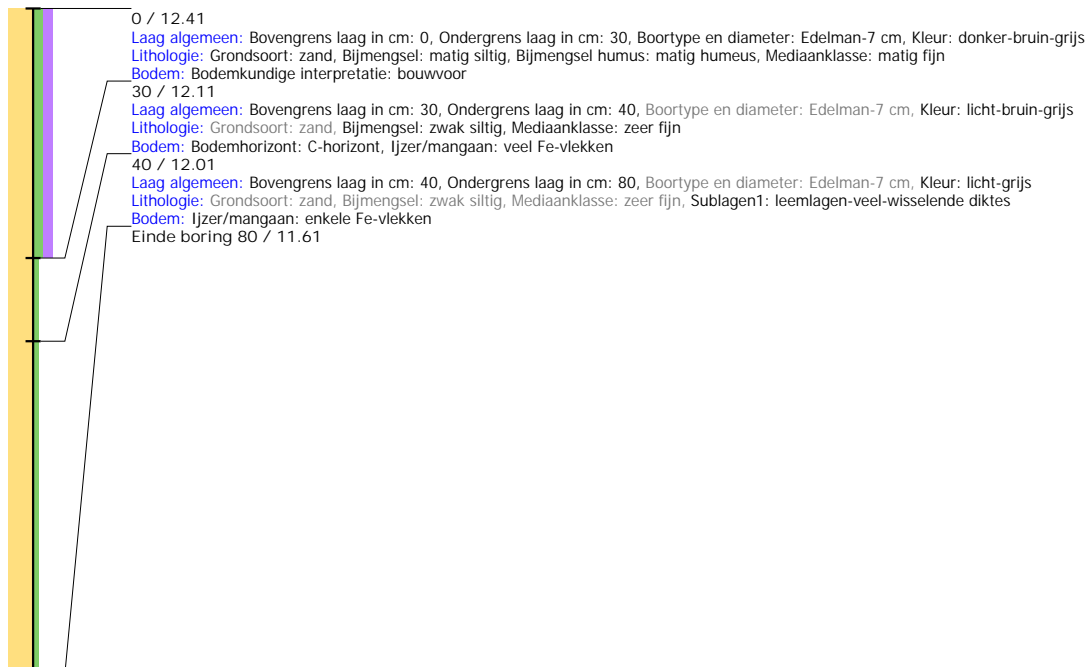 0 / 12.41
Laag algemeen: Bovengrens laag in cm: 0, Ondergrens laag in cm: 30, Boortype en diameter: Edelman-7 cm, Kleur: donker-bruin-grijs
Lithologie: Grondsoort: zand, Bijmengsel: matig siltig, Bijmengsel humus: matig humeus, Mediaanklasse: matig fijn
Bodem: Bodemkundige interpretatie: bouwvoor
30 / 12.11
Laag algemeen: Bovengrens laag in cm: 30, Ondergrens laag in cm: 40, Boortype en diameter: Edelman-7 cm, Kleur: licht-bruin-grijs
Lithologie: Grondsoort: zand, Bijmengsel: zwak siltig, Mediaanklasse: zeer fijn
Bodem: Bodemhorizont: C-horizont, Ijzer/mangaan: veel Fe-vlekken
40 / 12.01
Laag algemeen: Bovengrens laag in cm: 40, Ondergrens laag in cm: 80, Boortype en diameter: Edelman-7 cm, Kleur: licht-grijs
Lithologie: Grondsoort: zand, Bijmengsel: zwak siltig, Mediaanklasse: zeer fijn, Sublagen1: leemlagen-veel-wisselende diktes
Bodem: Ijzer/mangaan: enkele Fe-vlekken
Einde boring 80 / 11.61